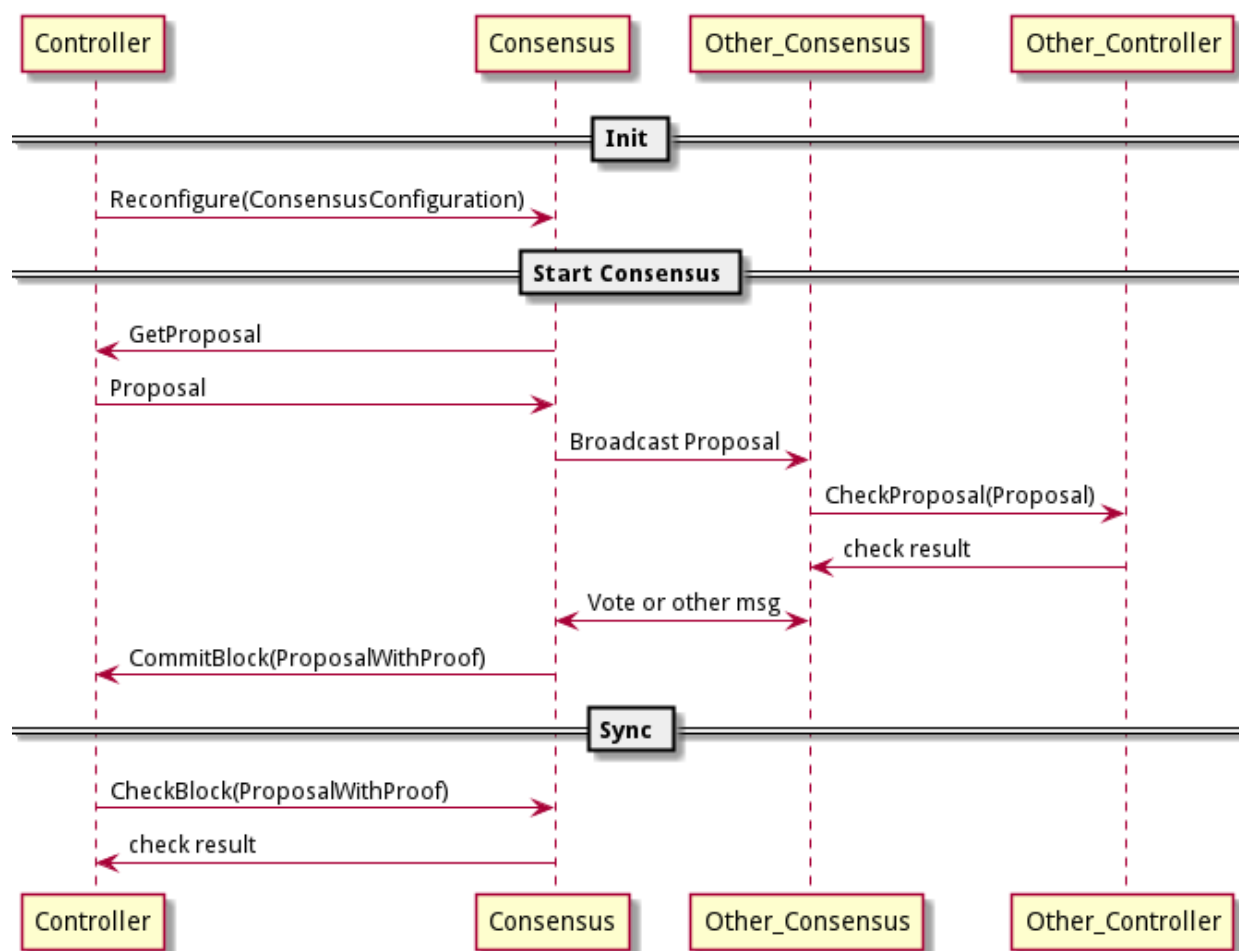 Controller Consensus Other_Consensus Other_Controller
Init
Reconfigure(ConsensusConfiguration)
Start Consensus
GetProposal
Proposal
Broadcast Proposal
CheckProposal(Proposal)
check result
Vote or other msg
CommitBlock(ProposalWithProof)
Sync
CheckBlock(ProposalWithProof)
check result
Controller Consensus Other_Consensus Other_Controller